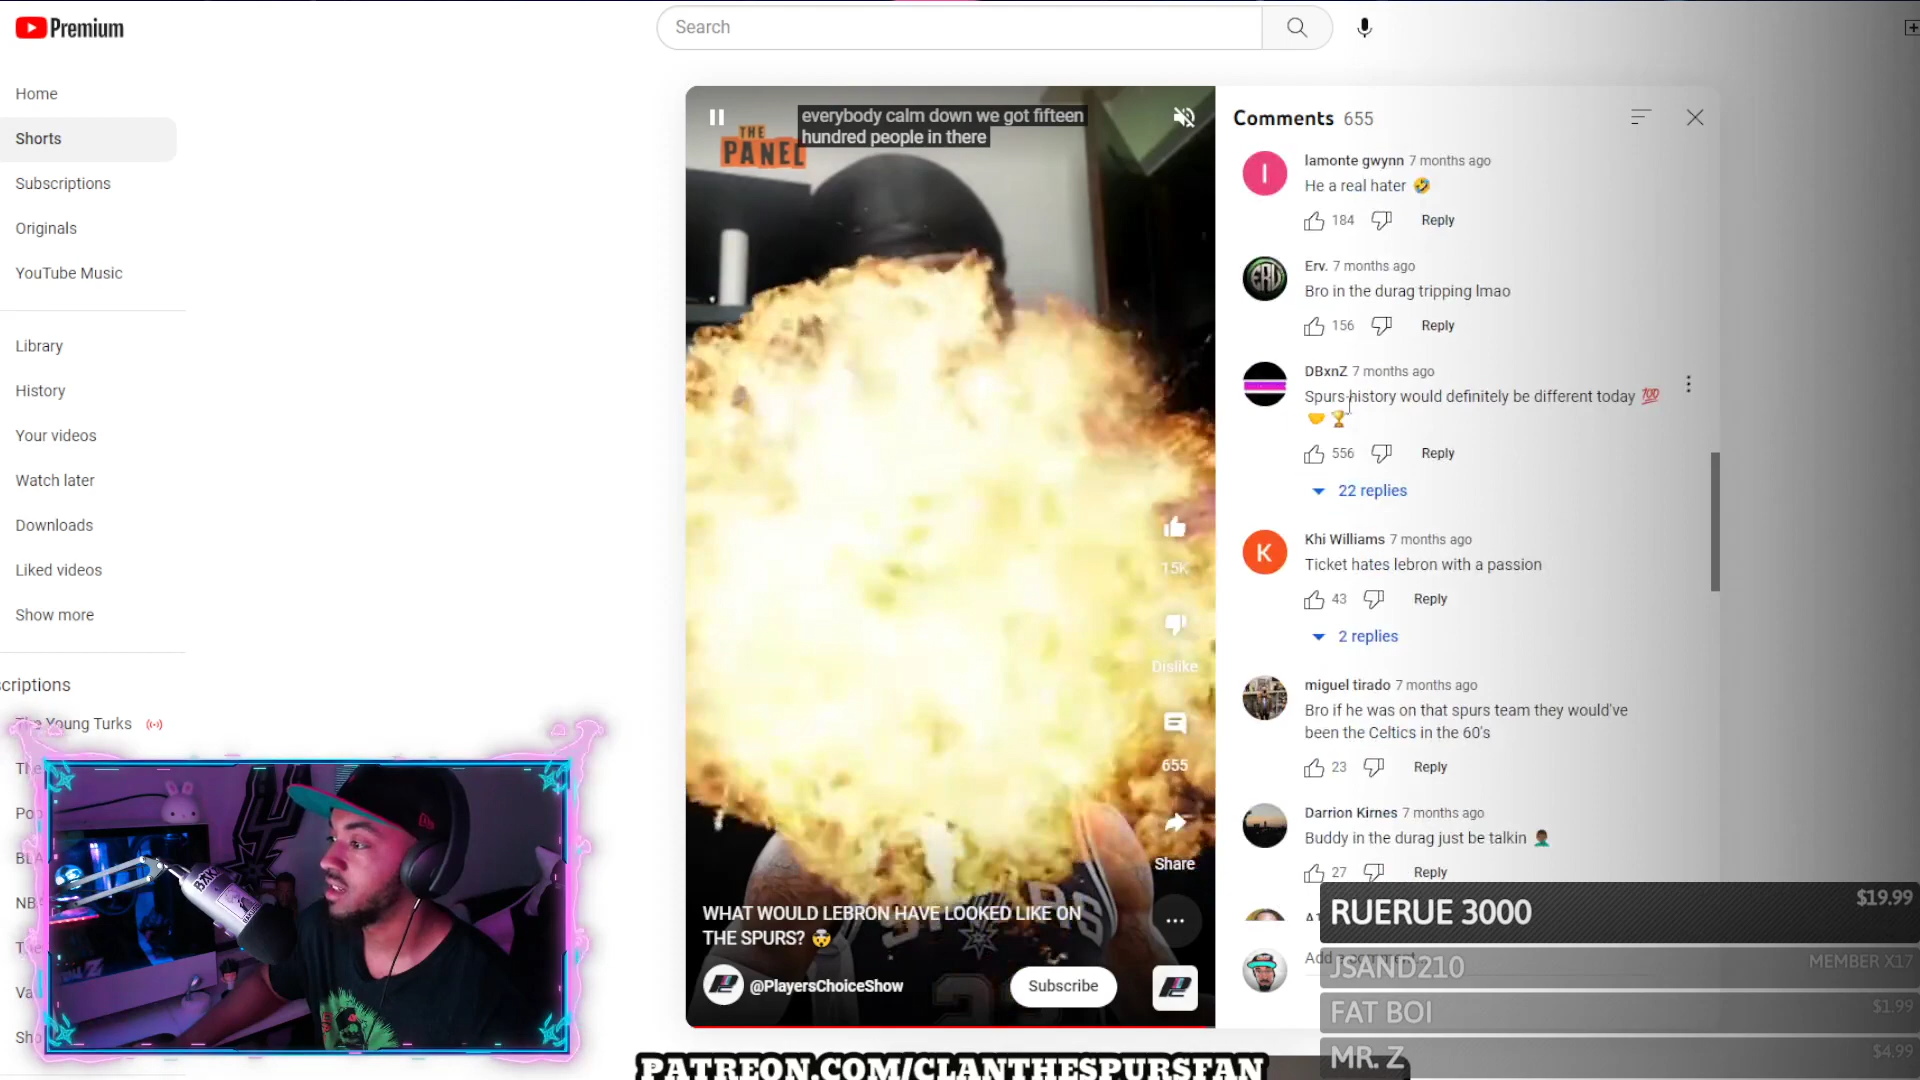 Premium
Search
Home
Shorts
Subscriptions
Originals
YouTube Music
Library
History
Your videos
Watch later
Downloads
Liked videos
Show more
criptions
The Young Turks
The
NB
Va
Sho
THE
PANEL
everybody calm down we got fifteen
hundred people in there
15K
Dislike
655
Share
WHAT WOULD LEBRON HAVE LOOKED LIKE ON
THE SPURS? 🤯
@PlayersChoiceShow
Subscribe
Comments 655
lamonte gwynn 7 months ago
He a real hater 🤣
184 Reply
Erv. 7 months ago
Bro in the durag tripping lmao
156 Reply
DBxnZ 7 months ago
Spurs history would definitely be different today 💯
🤝 🏆
556 Reply
22 replies
Khi Williams 7 months ago
Ticket hates lebron with a passion
43 Reply
2 replies
miguel tirado 7 months ago
Bro if he was on that spurs team they would've
been the Celtics in the 60's
23 Reply
Darrion Kirnes 7 months ago
Buddy in the durag just be talkin 🤦🏾‍♂️
27 Reply
RUERUE 3000 $19.99
JSAND210 MEMBER X17
FAT BOI $1.99
MR. Z $4.99
PATREON.COM/CLANTHESPURSFAN